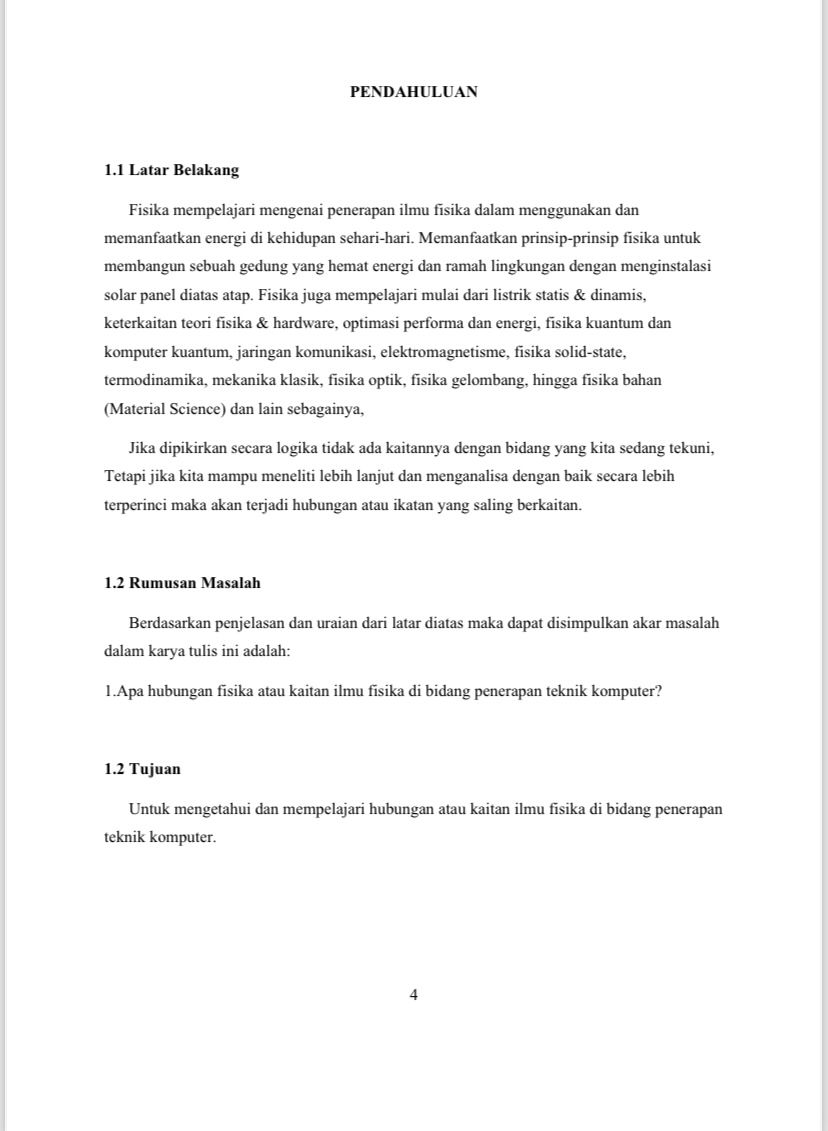 PENDAHULUAN
1.1 Latar Belakang
Fisika mempelajari mengenai penerapan ilmu fisika dalam menggunakan dan
memanfaatkan energi di kehidupan sehari-hari. Memanfaatkan prinsip-prinsip fisika untuk
membangun sebuah gedung yang hemat energi dan ramah lingkungan dengan menginstalasi
solar panel diatas atap. Fisika juga mempelajari mulai dari listrik statis & dinamis,
keterkaitan teori fisika & hardware, optimasi performa dan energi, fisika kuantum dan
komputer kuantum, jaringan komunikasi, elektromagnetisme, fisika solid-state,
termodinamika, mekanika klasik, fisika optik, fisika gelombang, hingga fisika bahan
(Material Science) dan lain sebagainya,
Jika dipikirkan secara logika tidak ada kaitannya dengan bidang yang kita sedang tekuni,
Tetapi jika kita mampu meneliti lebih lanjut dan menganalisa dengan baik secara lebih
terperinci maka akan terjadi hubungan atau ikatan yang saling berkaitan.
1.2 Rumusan Masalah
Berdasarkan penjelasan dan uraian dari latar diatas maka dapat disimpulkan akar masalah
dalam karya tulis ini adalah:
1.Apa hubungan fisika atau kaitan ilmu fisika di bidang penerapan teknik komputer?
1.2 Tujuan
Untuk mengetahui dan mempelajari hubungan atau kaitan ilmu fisika di bidang penerapan
teknik komputer.
4